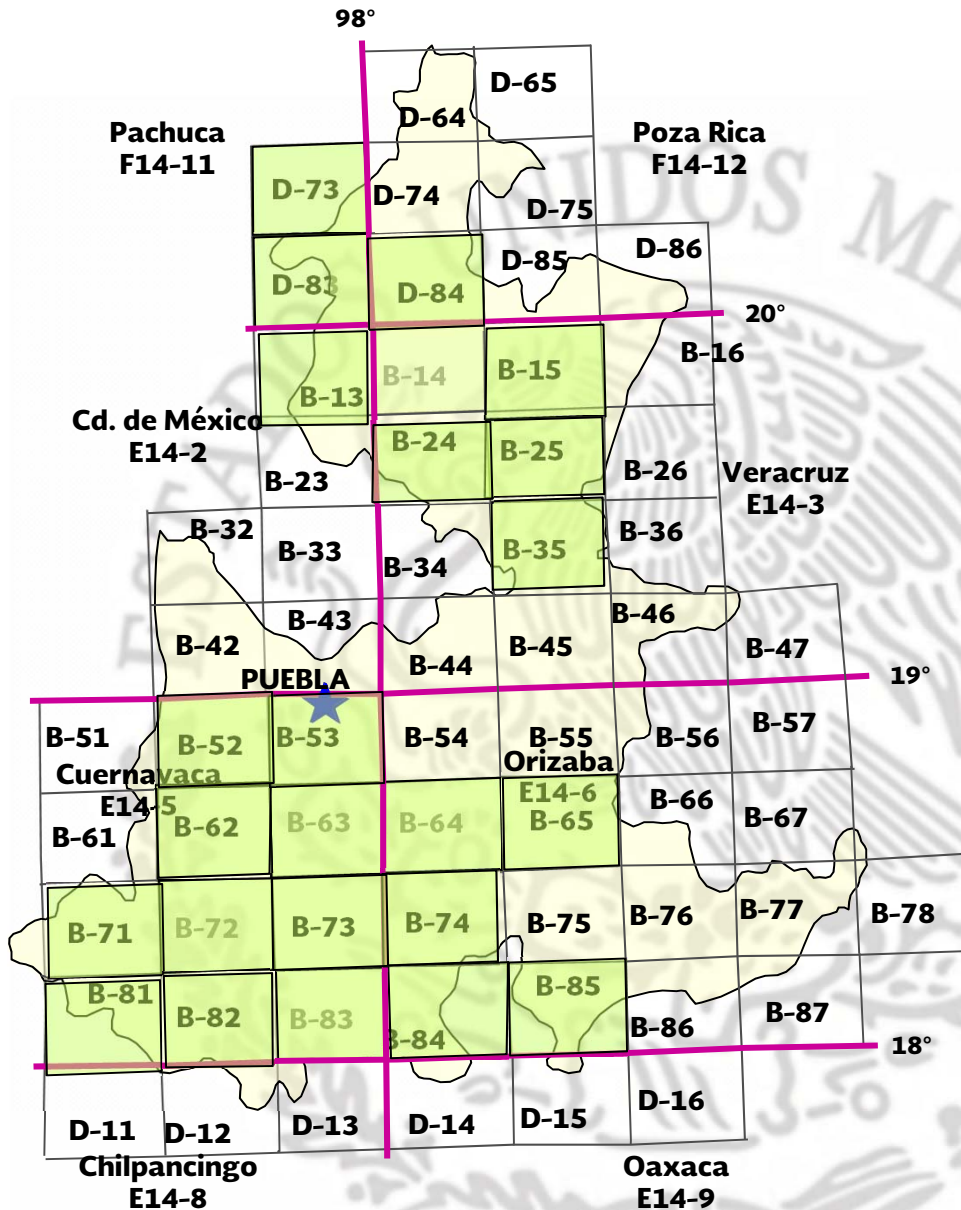 98°
D-65
D-64
Pachuca
F14-11
Poza Rica
F14-12
D-73
D-74
D-75
D-83
D-84
D-85
D-86
20°
B-13
B-14
B-15
B-16
Cd. de México
E14-2
B-23
B-24
B-25
B-26
Veracruz
E14-3
B-32
B-33
B-34
B-35
B-36
B-42
B-43
B-44
B-45
B-46
B-47
PUEBLA
19°
B-51
B-52
B-53
B-54
B-55
B-56
B-57
Cuernavaca
E14-5
Orizaba
E14-6
B-61
B-62
B-63
B-64
B-65
B-66
B-67
B-71
B-72
B-73
B-74
B-75
B-76
B-77
B-78
B-81
B-82
B-83
B-84
B-85
B-86
B-87
18°
D-11
D-12
D-13
D-14
D-15
D-16
Chilpancingo
E14-8
Oaxaca
E14-9